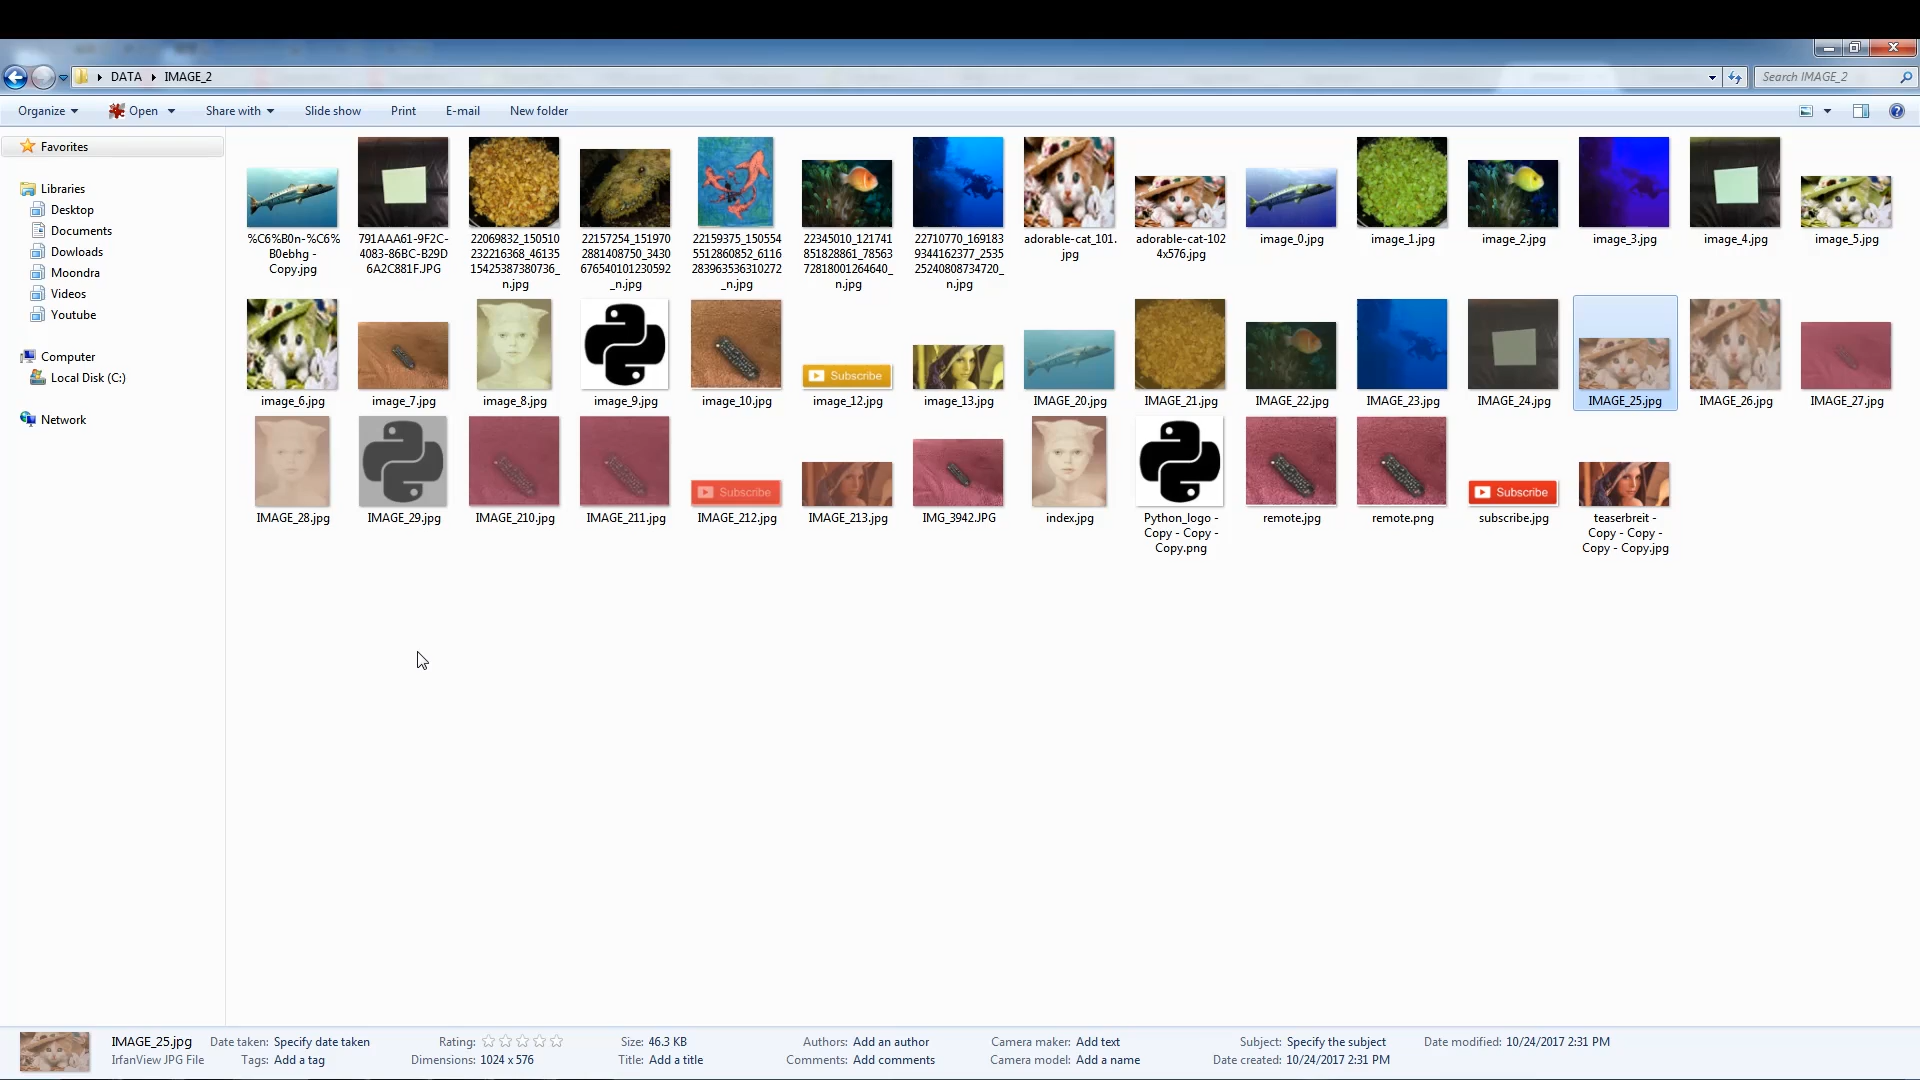 DATA IMAGE_2
Search IMAGE_2
Organize Open Share with Slide show Print E-mail New folder
Favorites
Libraries
Desktop
Documents
Dowloads
Moondra
Videos
Youtube
Computer
Local Disk (C:)
Network
%C6%B0n-%C6%
B0ebhg -
Copy.jpg
791AAA61-9F2C-
4083-86BC-B29D
6A2C881F.JPG
22069832_150510
232216368_46135
15425387380736_
n.jpg
22157254_151970
2881408750_3430
676540101230592
_n.jpg
22159375_150554
5512860852_6116
283963536310272
_n.jpg
22345010_121741
851828861_78563
72818001264640_
n.jpg
22710770_169183
9344162377_2535
25240808734720_
n.jpg
adorable-cat_101.
jpg
adorable-cat-102
4x576.jpg
image_0.jpg
image_1.jpg
image_2.jpg
image_3.jpg
image_4.jpg
image_5.jpg
image_6.jpg
image_7.jpg
image_8.jpg
image_9.jpg
image_10.jpg
Subscribe
image_12.jpg
image_13.jpg
IMAGE_20.jpg
IMAGE_21.jpg
IMAGE_22.jpg
IMAGE_23.jpg
IMAGE_24.jpg
IMAGE_25.jpg
IMAGE_26.jpg
IMAGE_27.jpg
IMAGE_28.jpg
IMAGE_29.jpg
IMAGE_210.jpg
IMAGE_211.jpg
Subscribe
IMAGE_212.jpg
IMAGE_213.jpg
IMG_3942.JPG
index.jpg
Python_logo -
Copy - Copy -
Copy.png
remote.jpg
remote.png
Subscribe
subscribe.jpg
teaserbreit -
Copy - Copy -
Copy - Copy.jpg
IMAGE_25.jpg Date taken: Specify date taken Rating: Size: 46.3 KB Authors: Add an author Camera maker: Add text Subject: Specify the subject Date modified: 10/24/2017 2:31 PM
IrfanView JPG File Tags: Add a tag Dimensions: 1024 x 576 Title: Add a title Comments: Add comments Camera model: Add a name Date created: 10/24/2017 2:31 PM